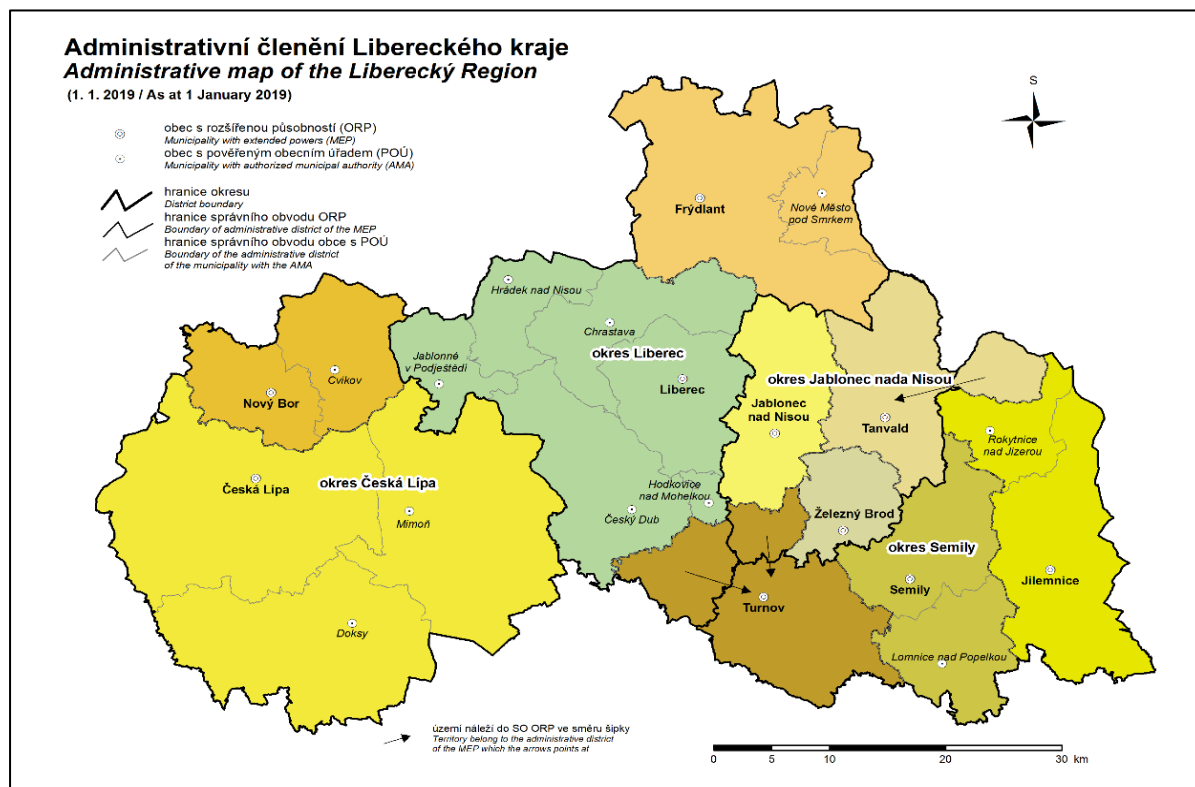 Administrativní členění Libereckého kraje
Administrative map of the Liberecký Region
(1. 1. 2019 / As at 1 January 2019)
obec s rozšířenou působností (ORP)
Municipality with extended powers (MEP)
obec s pověřeným obecním úřadem (POÚ)
Municipality with authorized municipal authority (AMA)
hranice okresu
District boundary
hranice správního obvodu ORP
Boundary of administrative district of the MEP
hranice správního obvodu obce s POÚ
Boundary of the administrative district
of the municipality with the AMA
S
Frýdlant
Nové Město
pod Smrkem
Hrádek nad Nisou
Chrastava
okres Liberec
Jablonné
v Podještědí
Liberec
Cvikov
Nový Bor
okres Jablonec nada Nisou
Jablonec
nad Nisou
Tanvald
Rokytnice
nad Jizerou
Česká Lípa
okres Česká Lípa
Mimoň
Hodkovice
nad Mohelkou
Český Dub
Železný Brod
okres Semily
Semily
Jilemnice
Turnov
Doksy
Lomnice nad Popelkou
území náleží do SO ORP ve směru šipky
Territory belong to the administrative district
of the MEP which the arrows points at
0 5 10 20 30 km